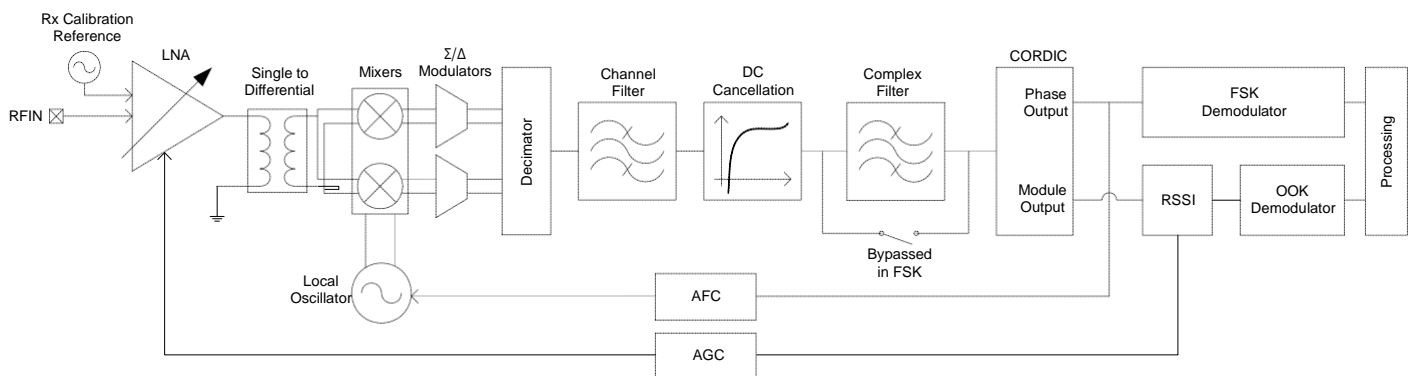 Rx Calibration
Reference
LNA
RFIN
Single to
Differential
Mixers
Σ/Δ
Modulators
Decimator
Channel
Filter
DC
Cancellation
Complex
Filter
Bypassed
in FSK
CORDIC
Phase
Output
Module
Output
FSK
Demodulator
RSSI
OOK
Demodulator
Processing
Local
Oscillator
AFC
AGC